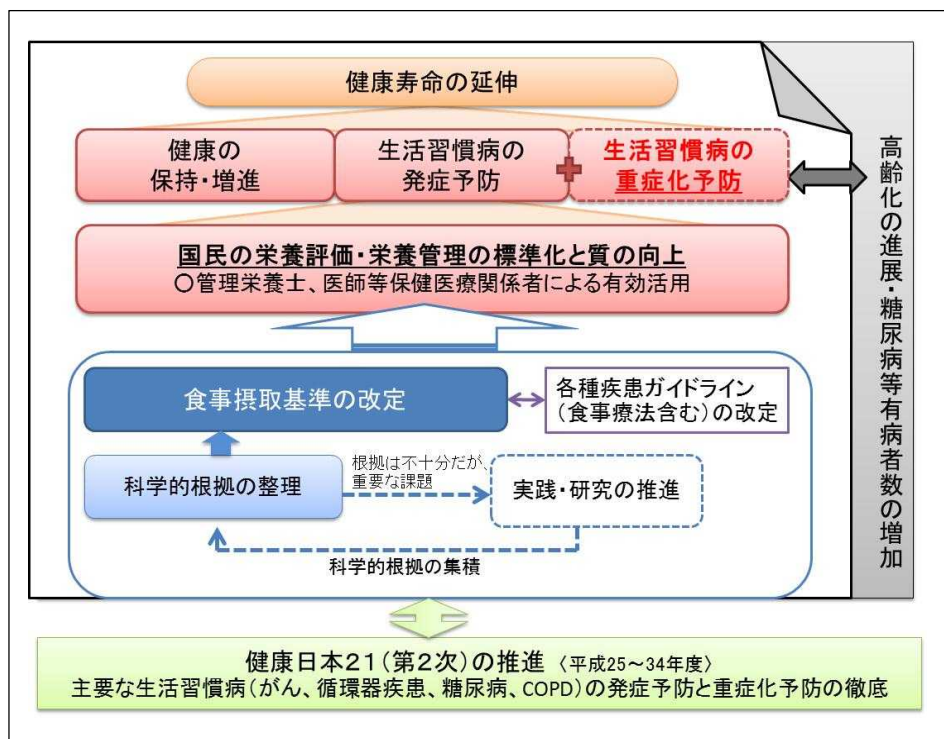 健康寿命の延伸
健康の
保持・増進
生活習慣病の
発症予防
生活習慣病の
重症化予防
国民の栄養評価・栄養管理の標準化と質の向上
○管理栄養士、医師等保健医療関係者による有効活用
食事摂取基準の改定
各種疾患ガイドライン
(食事療法含む)の改定
科学的根拠の整理
根拠は不十分だが、
重要な課題
実践・研究の推進
科学的根拠の集積
高齢化の進展・糖尿病等有病者数の増加
健康日本21(第2次)の推進 〈平成25~34年度〉
主要な生活習慣病(がん、循環器疾患、糖尿病、COPD)の発症予防と重症化予防の徹底